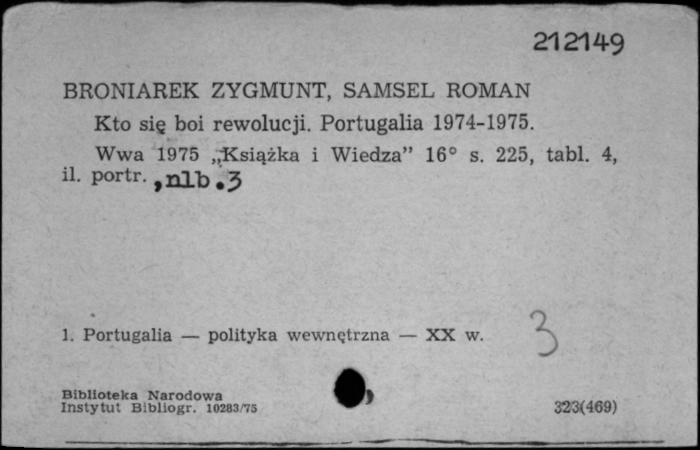 212149
BRONIAREK ZYGMUNT, SAMSEL ROMAN
Kto się boi rewolucji. Portugalia 1974-1975.
Wwa 1975 „Książka i Wiedza” 16° s. 225, tabl. 4,
il. portr. , nlb. 3
1. Portugalia — polityka wewnętrzna — XX w.
3
Biblioteka Narodowa
Instytut Bibliogr. 10283/75
323(469)